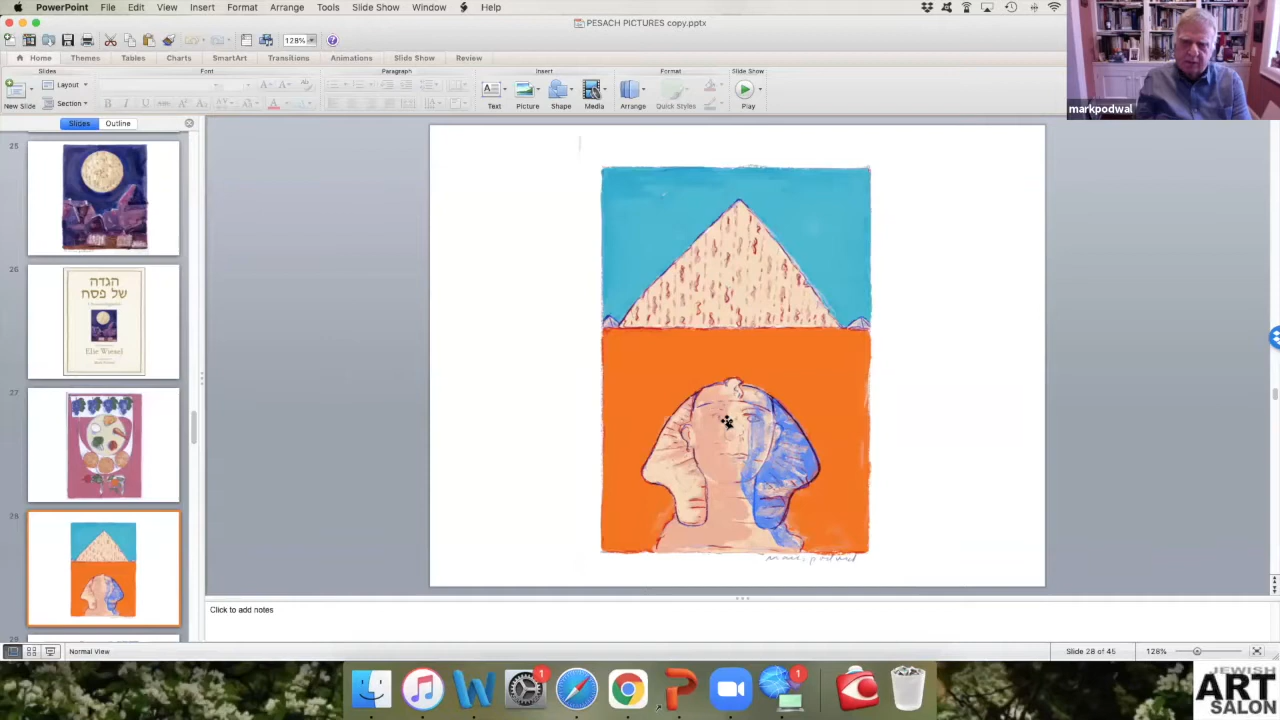 PowerPoint File Edit View Insert Format Arrange Tools Slide Show Window Help
PESACH PICTURES copy.pptx
128%
Home Themes Tables Charts SmartArt Transitions Animations Slide Show Review
Slides Font Paragraph Insert Format Slide Show
Layout
Section
New Slide Text Picture Shape Media Arrange Quick Styles Play
markpodwal
Slides Outline
25
26
הגדה
של פסח
Elie Wiesel
27
28
Click to add notes
Normal View Slide 28 of 45 128%
1
1
JEWISH
ART
SALON